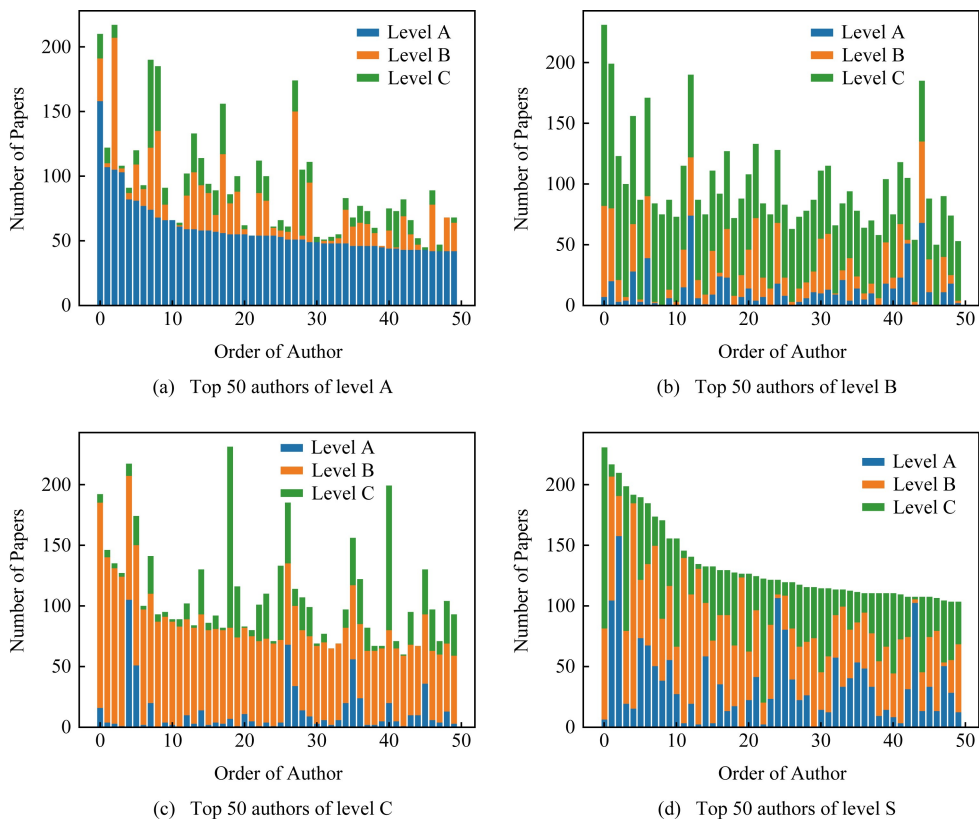 Level A
Level B
Level C
Number of Papers
200
150
100
50
0
0 10 20 30 40 50
Order of Author
(a) Top 50 authors of level A
Level A
Level B
Level C
Number of Papers
200
150
100
50
0
0 10 20 30 40 50
Order of Author
(b) Top 50 authors of level B
Level A
Level B
Level C
Number of Papers
200
150
100
50
0
0 10 20 30 40 50
Order of Author
(c) Top 50 authors of level C
Level A
Level B
Level C
Number of Papers
200
150
100
50
0
0 10 20 30 40 50
Order of Author
(d) Top 50 authors of level S